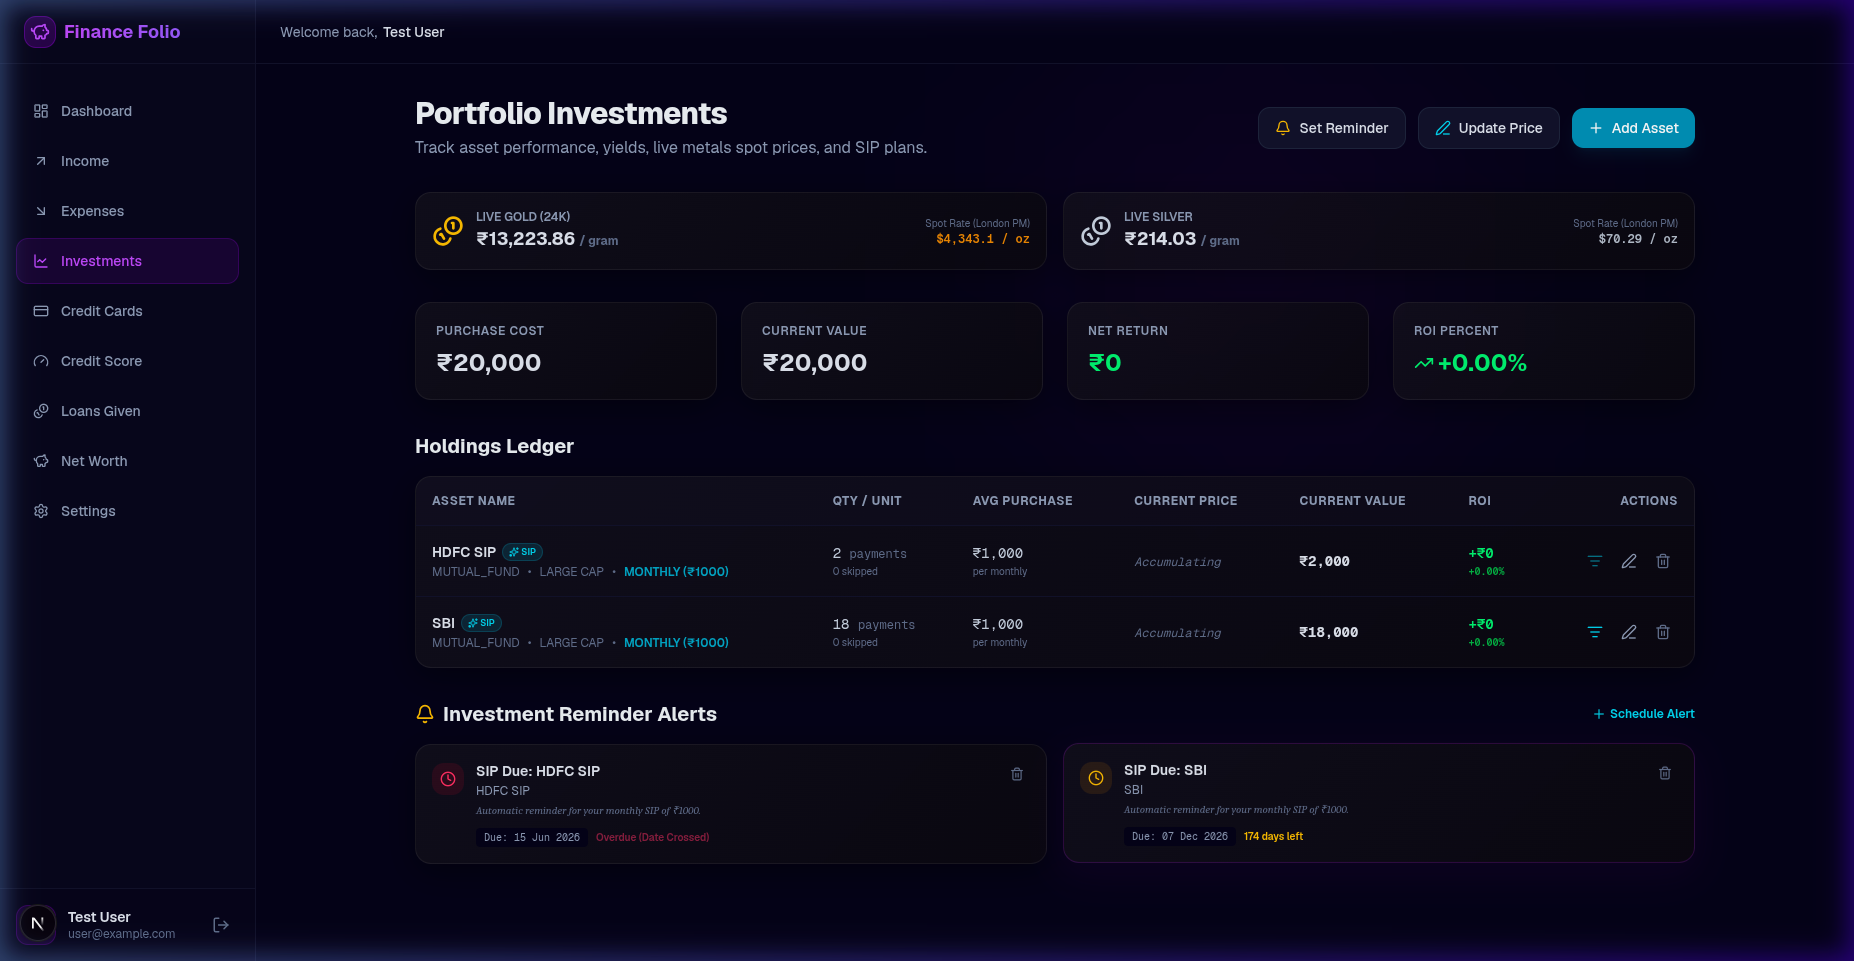 Finance Folio
Welcome back, Test User
Dashboard
Income
Expenses
Investments
Credit Cards
Credit Score
Loans Given
Net Worth
Settings
N
Test User
user@example.com
Portfolio Investments
Track asset performance, yields, live metals spot prices, and SIP plans.
Set Reminder
Update Price
Add Asset
LIVE GOLD (24K)
₹13,223.86 / gram
Spot Rate (London PM)
$4,343.1 / oz
LIVE SILVER
₹214.03 / gram
Spot Rate (London PM)
$70.29 / oz
PURCHASE COST
₹20,000
CURRENT VALUE
₹20,000
NET RETURN
₹0
ROI PERCENT
+0.00%
Holdings Ledger
ASSET NAME QTY / UNIT AVG PURCHASE CURRENT PRICE CURRENT VALUE ROI ACTIONS
HDFC SIP SIP 2 payments ₹1,000 Accumulating ₹2,000 +₹0
MUTUAL_FUND • LARGE CAP • MONTHLY (₹1000) 0 skipped per monthly +0.00%
SBI SIP 18 payments ₹1,000 Accumulating ₹18,000 +₹0
MUTUAL_FUND • LARGE CAP • MONTHLY (₹1000) 0 skipped per monthly +0.00%
Investment Reminder Alerts
Schedule Alert
SIP Due: HDFC SIP
HDFC SIP
Automatic reminder for your monthly SIP of ₹1000.
Due: 15 Jun 2026 Overdue (Date Crossed)
SIP Due: SBI
SBI
Automatic reminder for your monthly SIP of ₹1000.
Due: 07 Dec 2026 174 days left